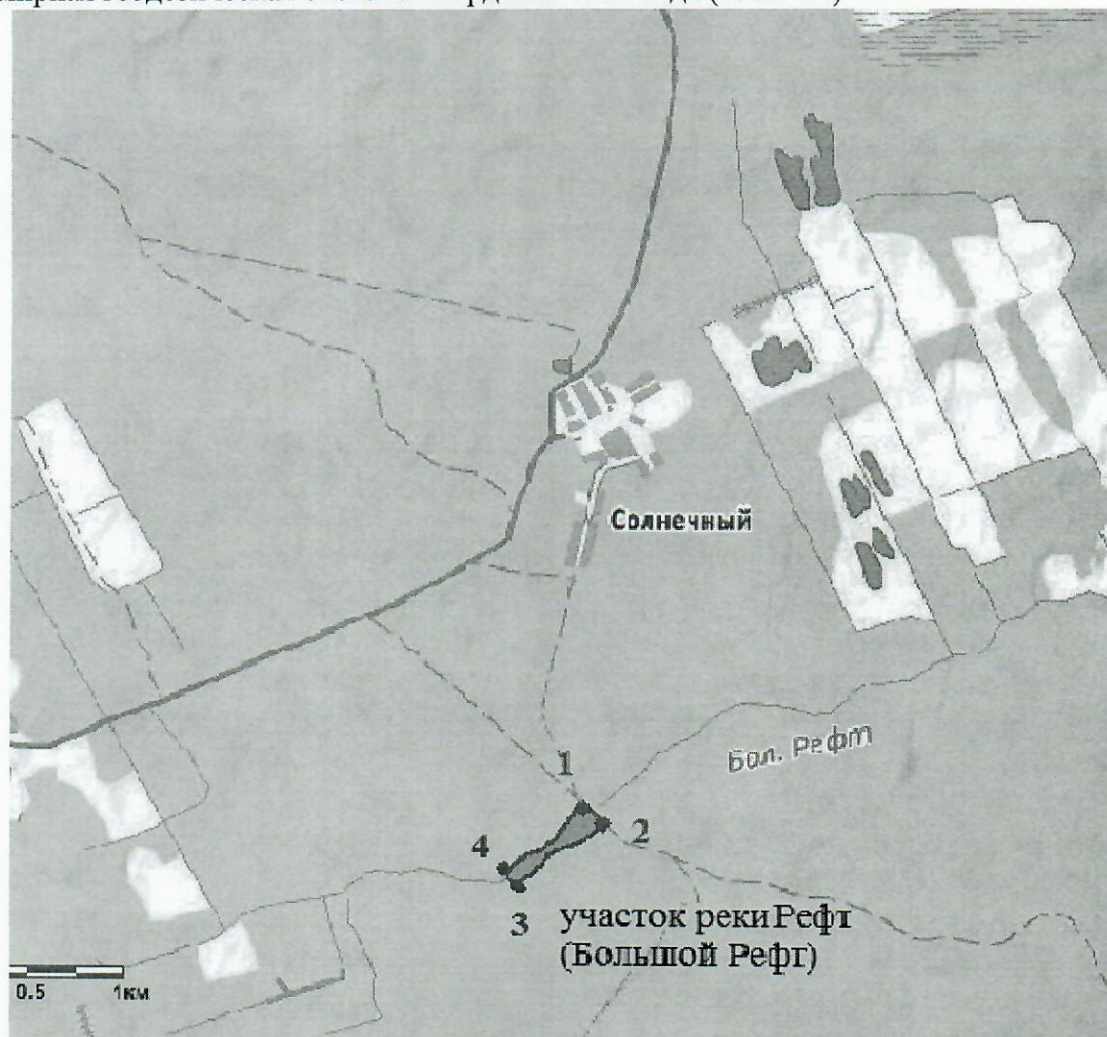 Солнечный
Бол. Рефт
1
2
4
3
участок реки Рефт
(Большой Рефт)
0.5 1км